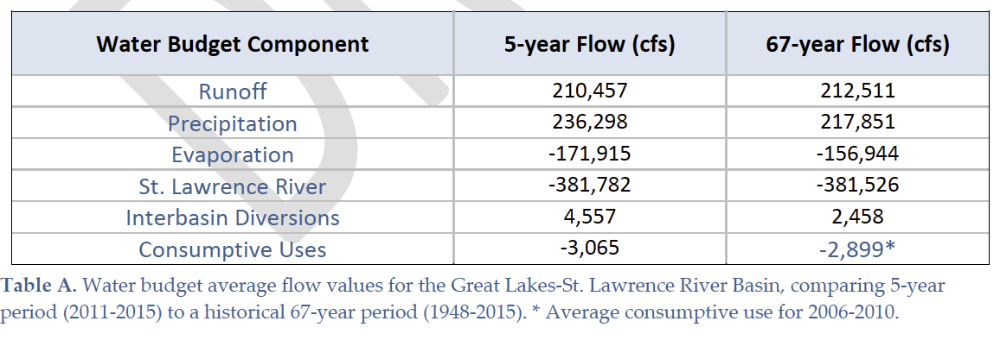 Water Budget Component 5-year Flow (cfs) 67-year Flow (cfs)
Runoff 210,457 212,511
Precipitation 236,298 217,851
Evaporation -171,915 -156,944
St. Lawrence River -381,782 -381,526
Interbasin Diversions 4,557 2,458
Consumptive Uses -3,065 -2,899*
Table A. Water budget average flow values for the Great Lakes-St. Lawrence River Basin, comparing 5-year
period (2011-2015) to a historical 67-year period (1948-2015). * Average consumptive use for 2006-2010.